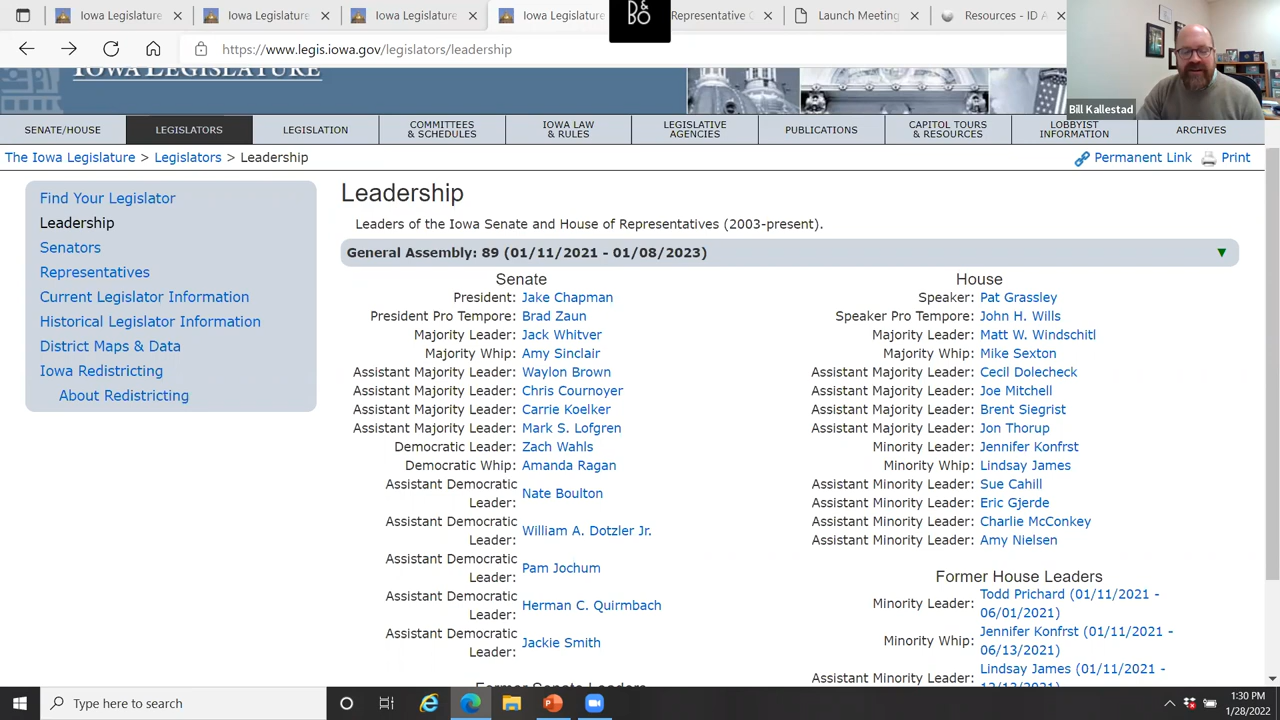 Iowa Legislature
Iowa Legislature
Iowa Legislature
Iowa Legislature
Representative
Launch Meeting
Resources - ID A
D&
BO
https://www.legis.iowa.gov/legislators/leadership
Bill Kallestad
IOWA LEGISLATURE
SENATE/HOUSE
LEGISLATORS
LEGISLATION
COMMITTEES
& SCHEDULES
IOWA LAW
& RULES
LEGISLATIVE
AGENCIES
PUBLICATIONS
CAPITOL TOURS
& RESOURCES
LOBBYIST
INFORMATION
ARCHIVES
The Iowa Legislature > Legislators > Leadership
Permanent Link
Print
Find Your Legislator
Leadership
Senators
Representatives
Current Legislator Information
Historical Legislator Information
District Maps & Data
Iowa Redistricting
About Redistricting
Leadership
Leaders of the Iowa Senate and House of Representatives (2003-present).
General Assembly: 89 (01/11/2021 - 01/08/2023)
Senate
President: Jake Chapman
President Pro Tempore: Brad Zaun
Majority Leader: Jack Whitver
Majority Whip: Amy Sinclair
Assistant Majority Leader: Waylon Brown
Assistant Majority Leader: Chris Cournoyer
Assistant Majority Leader: Carrie Koelker
Assistant Majority Leader: Mark S. Lofgren
Democratic Leader: Zach Wahls
Democratic Whip: Amanda Ragan
Assistant Democratic
Leader: Nate Boulton
Assistant Democratic
Leader: William A. Dotzler Jr.
Assistant Democratic
Leader: Pam Jochum
Assistant Democratic
Leader: Herman C. Quirmbach
Assistant Democratic
Leader: Jackie Smith
Former Senate Leaders
House
Speaker: Pat Grassley
Speaker Pro Tempore: John H. Wills
Majority Leader: Matt W. Windschitl
Majority Whip: Mike Sexton
Assistant Majority Leader: Cecil Dolecheck
Assistant Majority Leader: Joe Mitchell
Assistant Majority Leader: Brent Siegrist
Assistant Majority Leader: Jon Thorup
Minority Leader: Jennifer Konfrst
Minority Whip: Lindsay James
Assistant Minority Leader: Sue Cahill
Assistant Minority Leader: Eric Gjerde
Assistant Minority Leader: Charlie McConkey
Assistant Minority Leader: Amy Nielsen
Former House Leaders
Minority Leader: Todd Prichard (01/11/2021 -
06/01/2021)
Minority Whip: Jennifer Konfrst (01/11/2021 -
06/13/2021)
Assistant Minority Leader: Lindsay James (01/11/2021 -
Type here to search
1:30 PM
1/28/2022